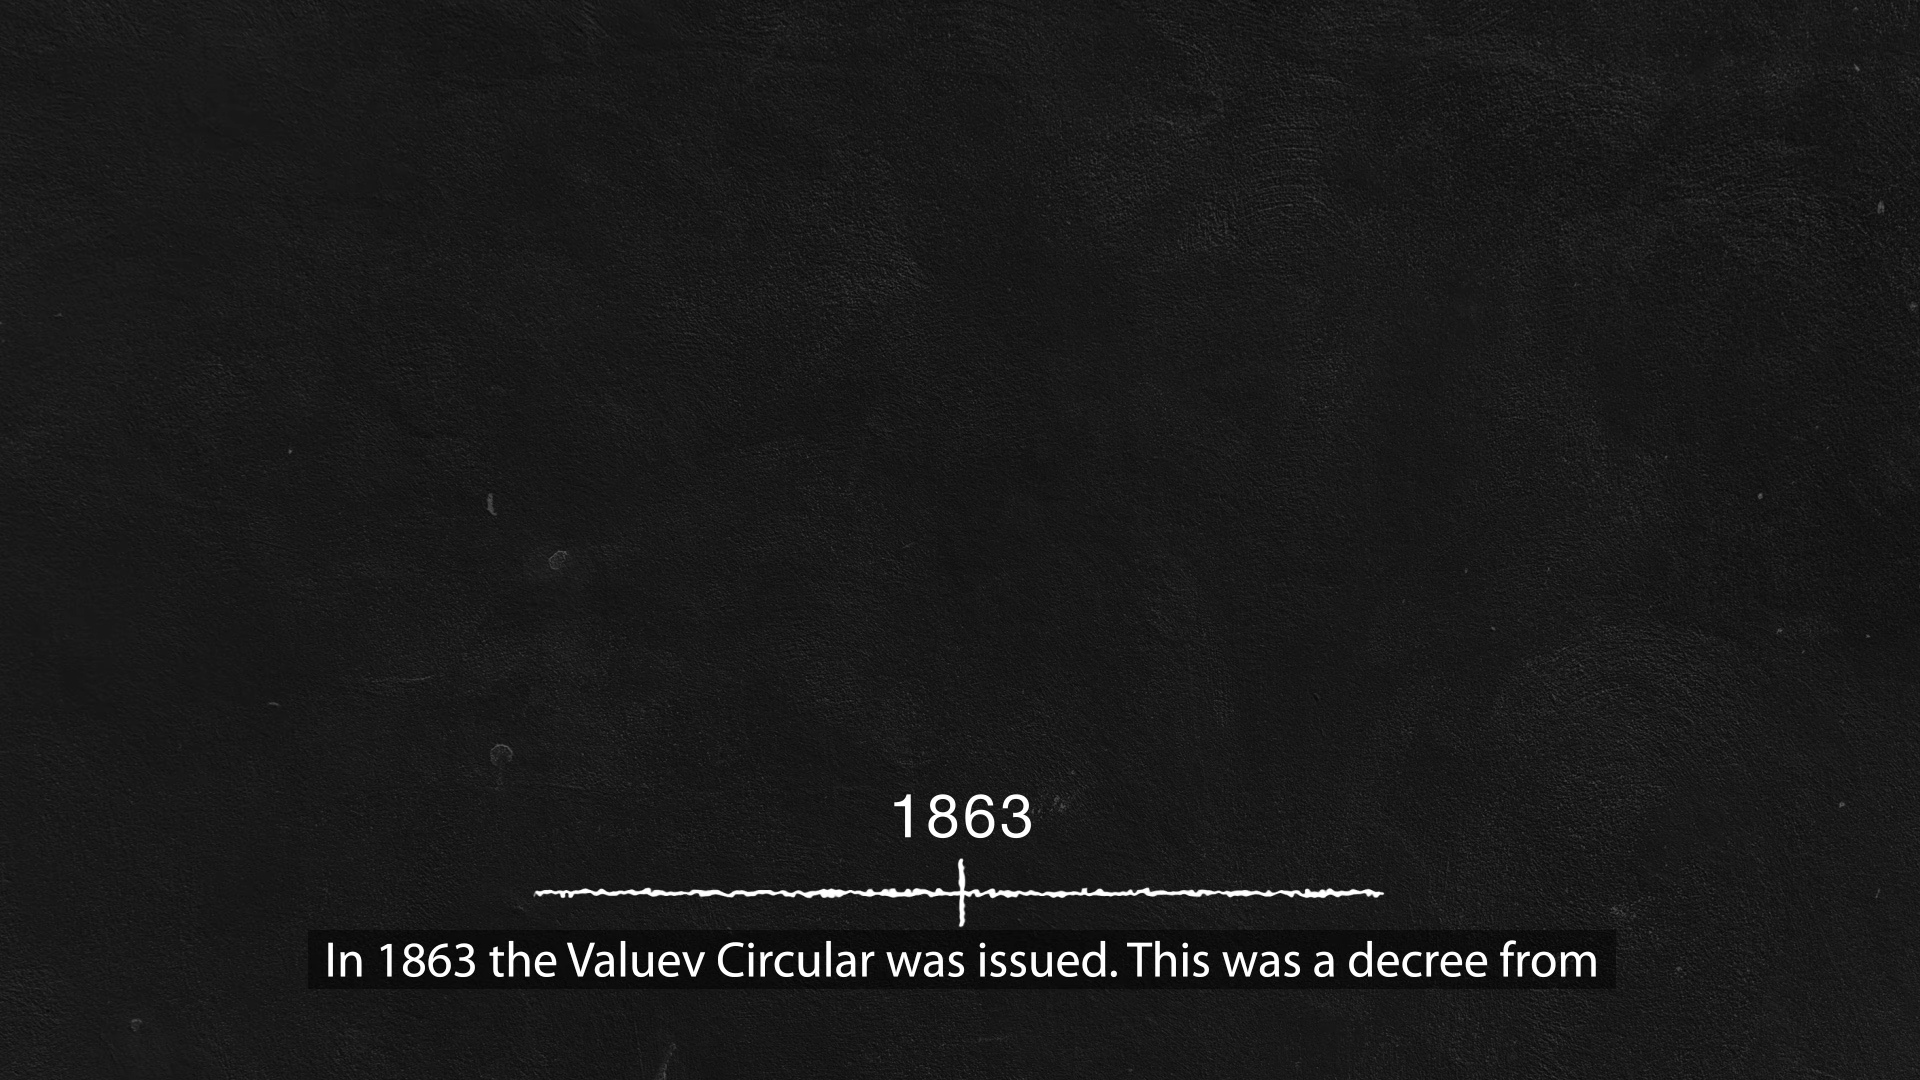 1863
In 1863 the Valuev Circular was issued. This was a decree from